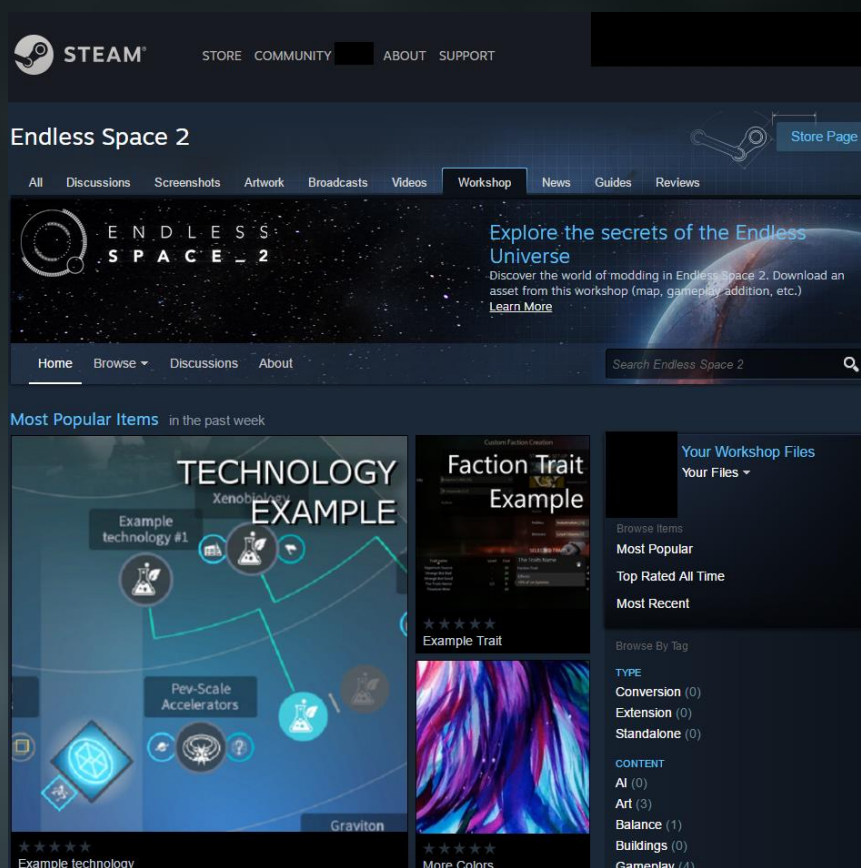 STEAM®
STORE COMMUNITY ABOUT SUPPORT
Endless Space 2
Store Page
All Discussions Screenshots Artwork Broadcasts Videos Workshop News Guides Reviews
ENDLESS
SPACE_2
Explore the secrets of the Endless
Universe
Discover the world of modding in Endless Space 2. Download an
asset from this workshop (map, gameplay addition, etc.)
Learn More
Home Browse Discussions About
Search Endless Space 2
Most Popular Items in the past week
TECHNOLOGY
EXAMPLE
Xenobiology
Example
technology #1
Pev-Scale
Accelerators
Graviton
Example technology
Custom Faction Creation
Faction Trait
Example
The Traits Name
Example Trait
More Colors
Your Workshop Files
Your Files
Browse Items
Most Popular
Top Rated All Time
Most Recent
Browse By Tag
TYPE
Conversion (0)
Extension (0)
Standalone (0)
CONTENT
AI (0)
Art (3)
Balance (1)
Buildings (0)
Gameplay (4)